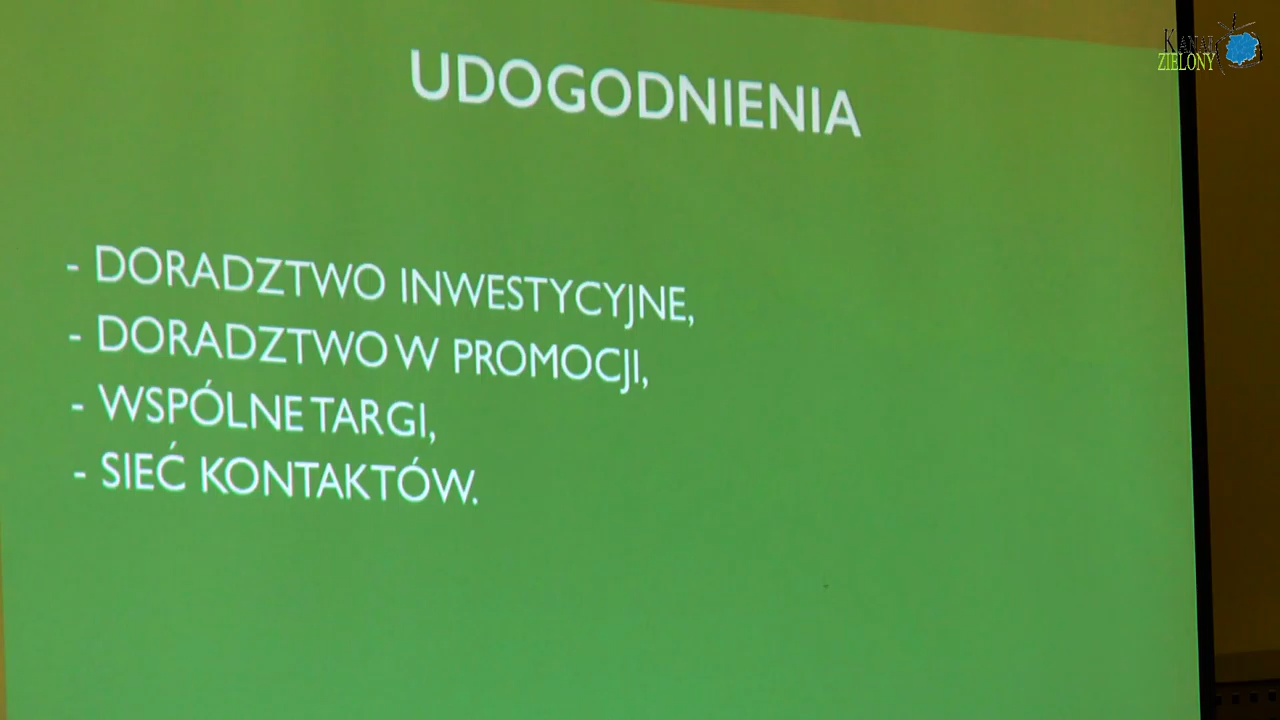 KANAŁ
ZIELONY
UDOGODNIENIA
- DORADZTWO INWESTYCYJNE,
- DORADZTWO W PROMOCJI,
- WSPÓLNE TARGI,
- SIEĆ KONTAKTÓW.